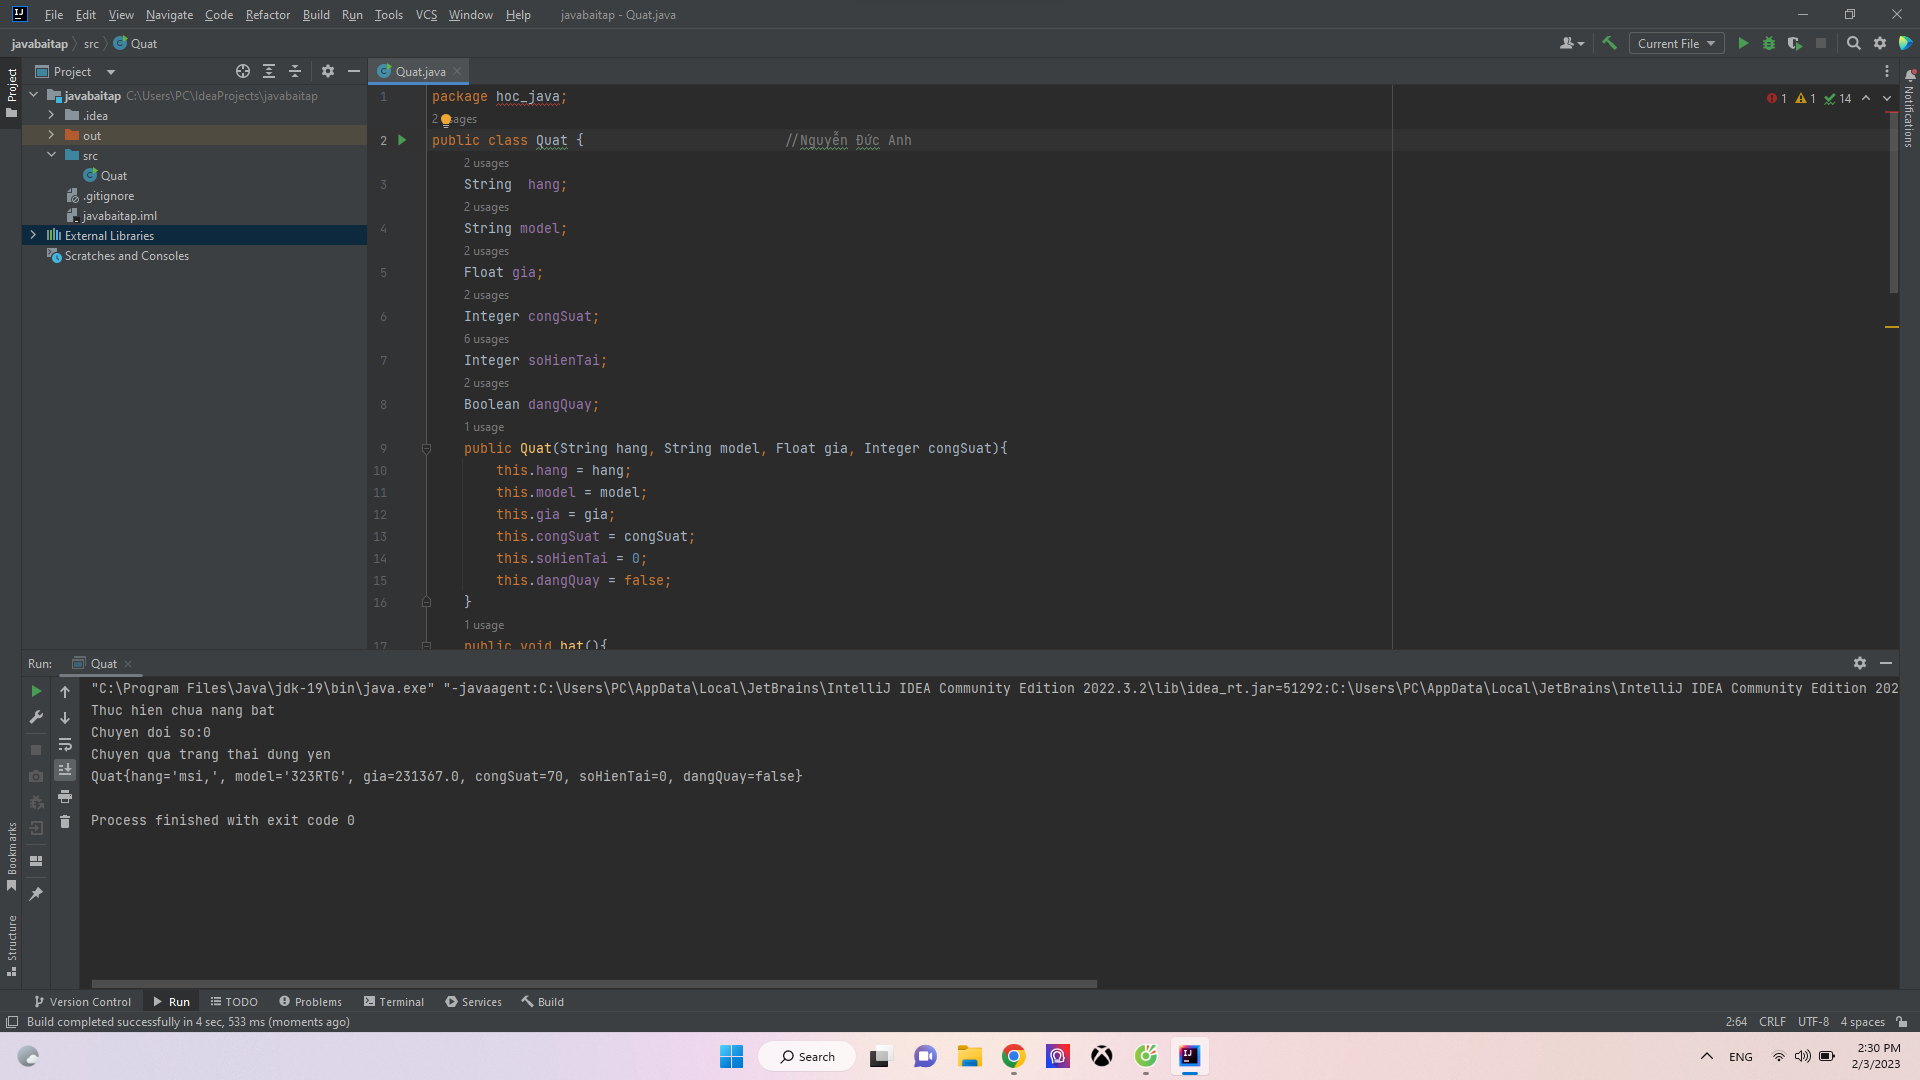 File Edit View Navigate Code Refactor Build Run Tools VCS Window Help javabaitap - Quat.java
javabaitap src Quat Current File
Project Quat.java
Project
javabaitap C:\Users\PC\IdeaProjects\javabaitap
.idea
out
src
Quat
.gitignore
javabaitap.iml
External Libraries
Scratches and Consoles
1 package hoc_java; 1 1 14
2 usages
2 public class Quat { //Nguyễn Đức Anh
2 usages
3 String hang;
2 usages
4 String model;
2 usages
5 Float gia;
2 usages
6 Integer congSuat;
6 usages
7 Integer soHienTai;
2 usages
8 Boolean dangQuay;
1 usage
9 public Quat(String hang, String model, Float gia, Integer congSuat){
10 this.hang = hang;
11 this.model = model;
12 this.gia = gia;
13 this.congSuat = congSuat;
14 this.soHienTai = 0;
15 this.dangQuay = false;
16 }
1 usage
17 public void bat(){
Notifications
Run: Quat
"C:\Program Files\Java\jdk-19\bin\java.exe" "-javaagent:C:\Users\PC\AppData\Local\JetBrains\IntelliJ IDEA Community Edition 2022.3.2\lib\idea_rt.jar=51292:C:\Users\PC\AppData\Local\JetBrains\IntelliJ IDEA Community Edition 202
Thuc hien chua nang bat
Chuyen doi so:0
Chuyen qua trang thai dung yen
Quat{hang='msi,', model='323RTG', gia=231367.0, congSuat=70, soHienTai=0, dangQuay=false}
Process finished with exit code 0
Bookmarks
Structure
Version Control Run TODO Problems Terminal Services Build
Build completed successfully in 4 sec, 533 ms (moments ago) 2:64 CRLF UTF-8 4 spaces
Search ENG 2:30 PM
2/3/2023